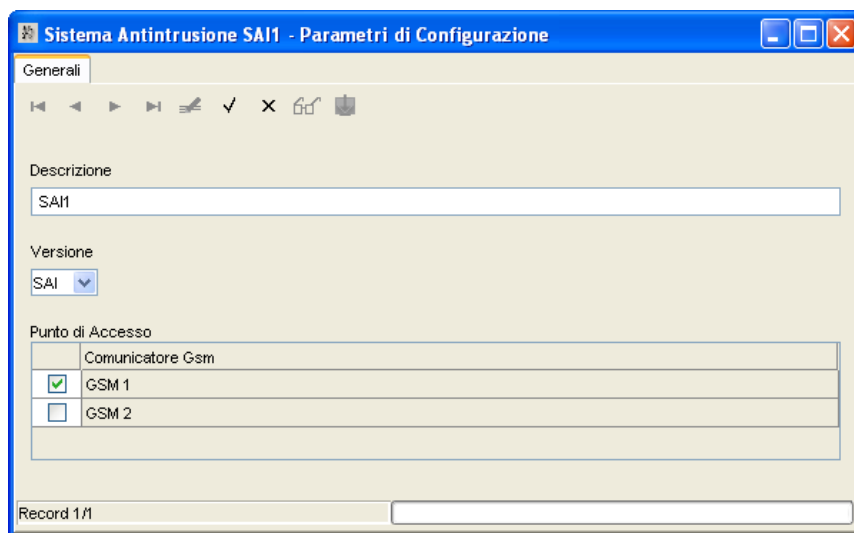 Sistema Antintrusione SAI1 - Parametri di Configurazione
Generali
Descrizione
SAI1
Versione
SAI
Punto di Accesso
Comunicatore Gsm
GSM 1
GSM 2
Record 1/1